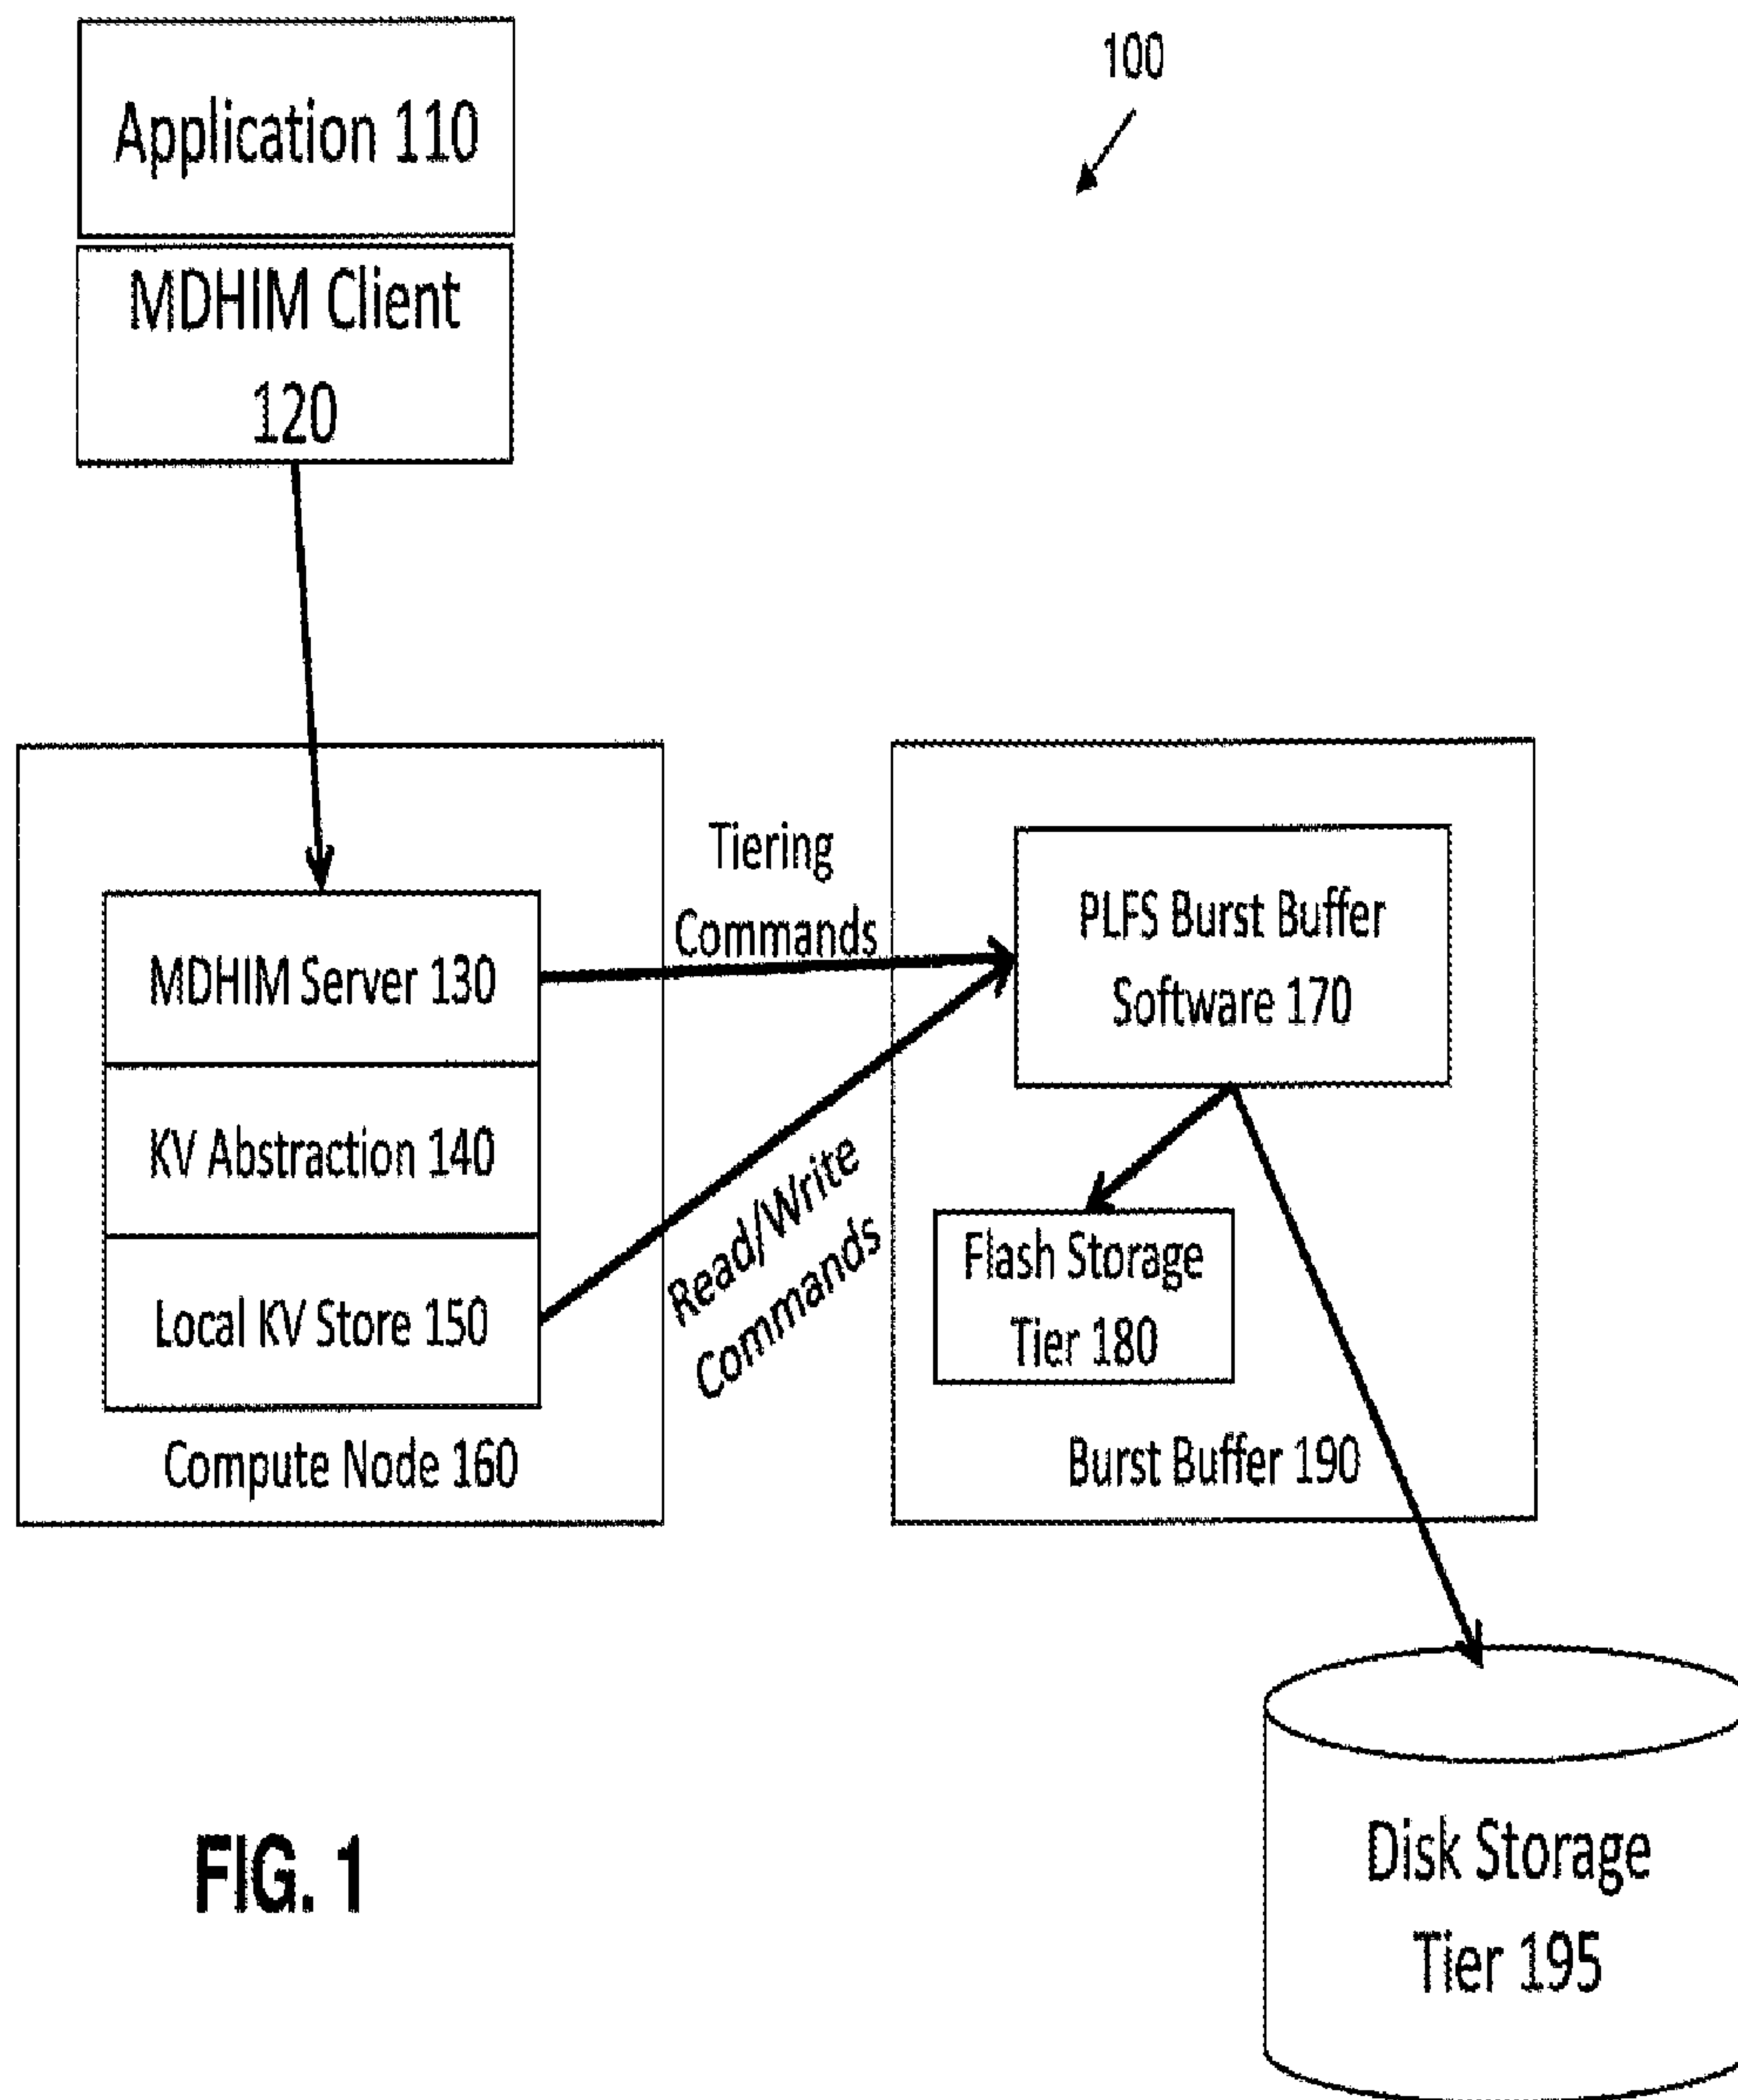 100
Application 110
MDHIM Client
120
Tiering
Commands
MDHIM Server 130
KV Abstraction 140
Local KV Store 150
Compute Node 160
Read/Write
Commands
PLFS Burst Buffer
Software 170
Flash Storage
Tier 180
Burst Buffer 190
Disk Storage
Tier 195
FIG. 1